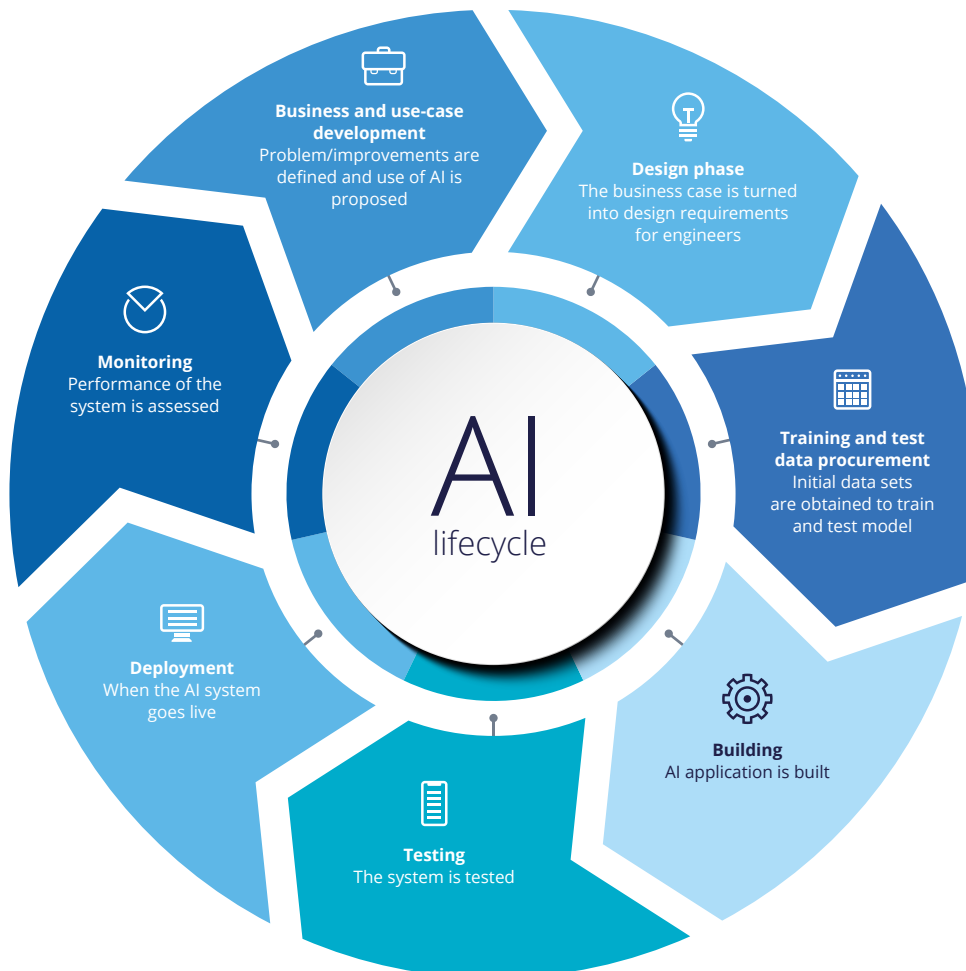 Business and use-case
development
Problem/improvements are
defined and use of AI is
proposed
Design phase
The business case is turned
into design requirements
for engineers
Training and test
data procurement
Initial data sets
are obtained to train
and test model
Building
AI application is built
Testing
The system is tested
Deployment
When the AI system
goes live
Monitoring
Performance of the
system is assessed
AI
lifecycle